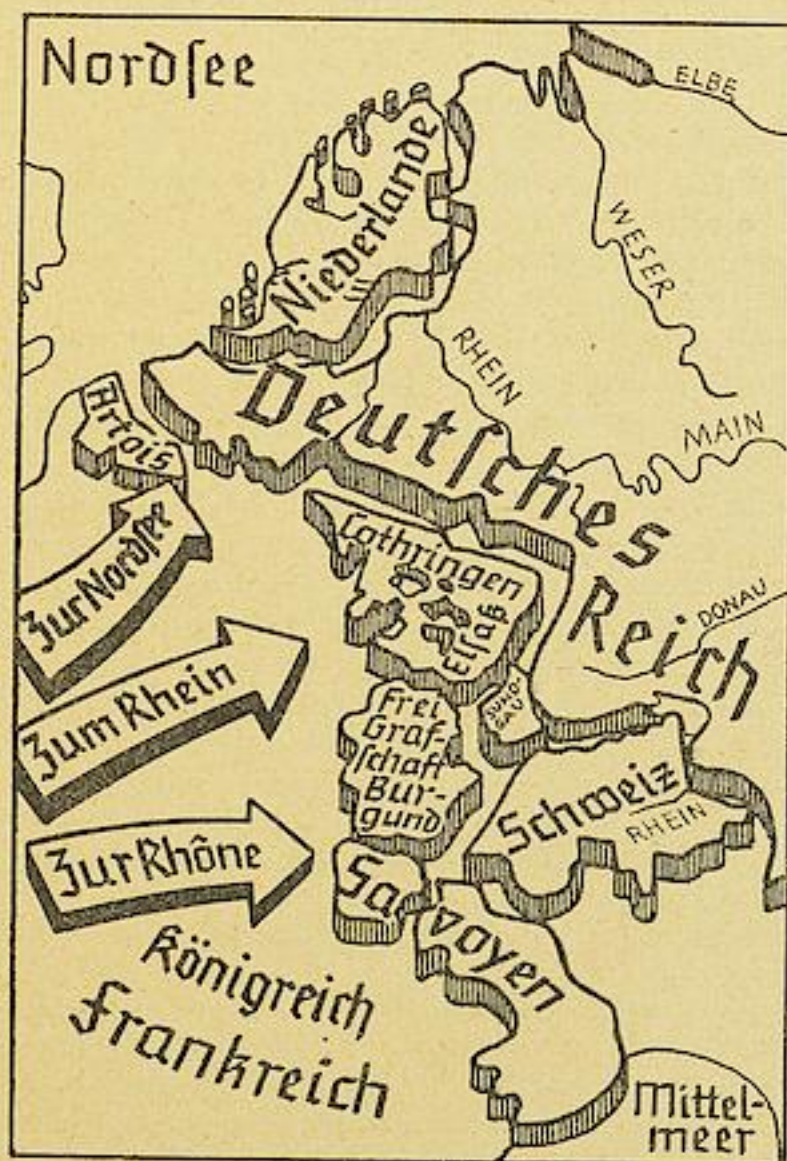 Nordſee
ELBE
WESER
Niederlande
RHEIN
MAIN
Artois
Deutſches
Reich
Zur Nordſee
Lothringen
Elſaß
DONAU
Zum Rhein
SUND-
GAU
Frei
Graf-
ſchaft
Bur-
gund
Schweiz
RHEIN
Zur Rhône
Savoyen
Königreich
Frankreich
Mittel-
meer